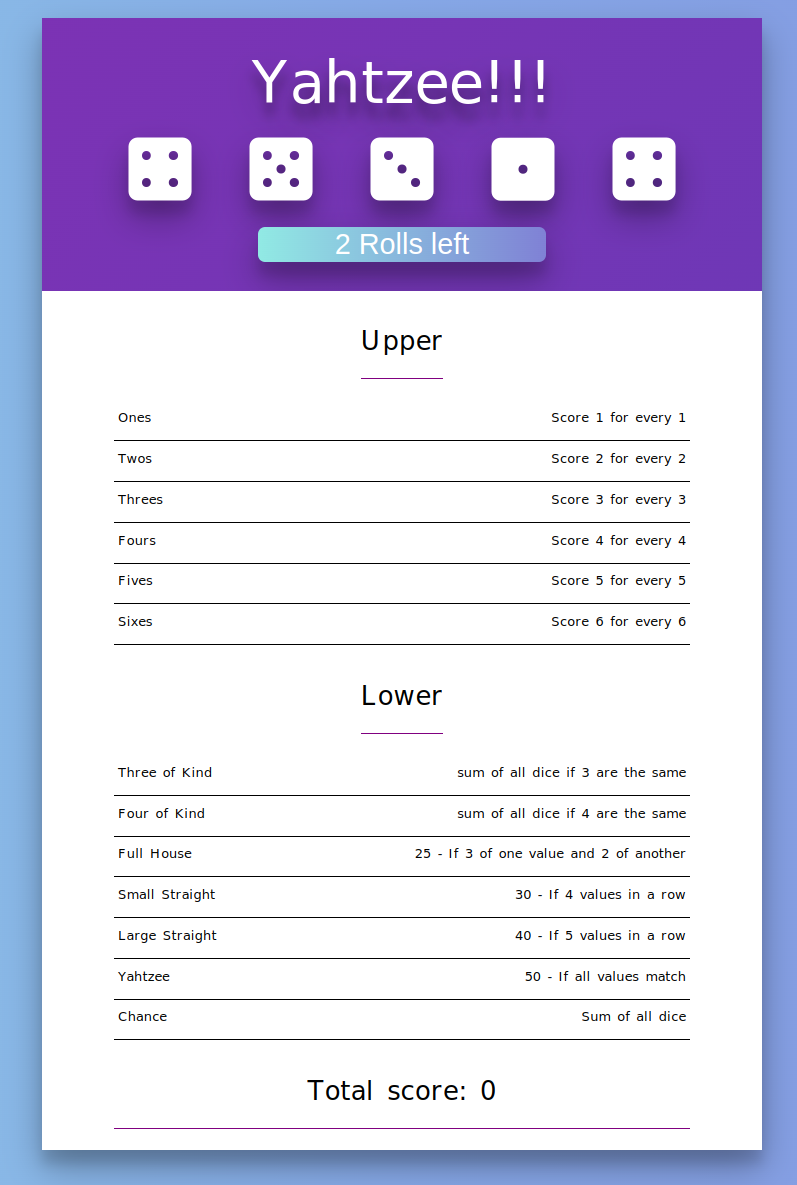 Yahtzee!!!
2 Rolls left
Upper
Ones Score 1 for every 1
Twos Score 2 for every 2
Threes Score 3 for every 3
Fours Score 4 for every 4
Fives Score 5 for every 5
Sixes Score 6 for every 6
Lower
Three of Kind sum of all dice if 3 are the same
Four of Kind sum of all dice if 4 are the same
Full House 25 - If 3 of one value and 2 of another
Small Straight 30 - If 4 values in a row
Large Straight 40 - If 5 values in a row
Yahtzee 50 - If all values match
Chance Sum of all dice
Total score: 0